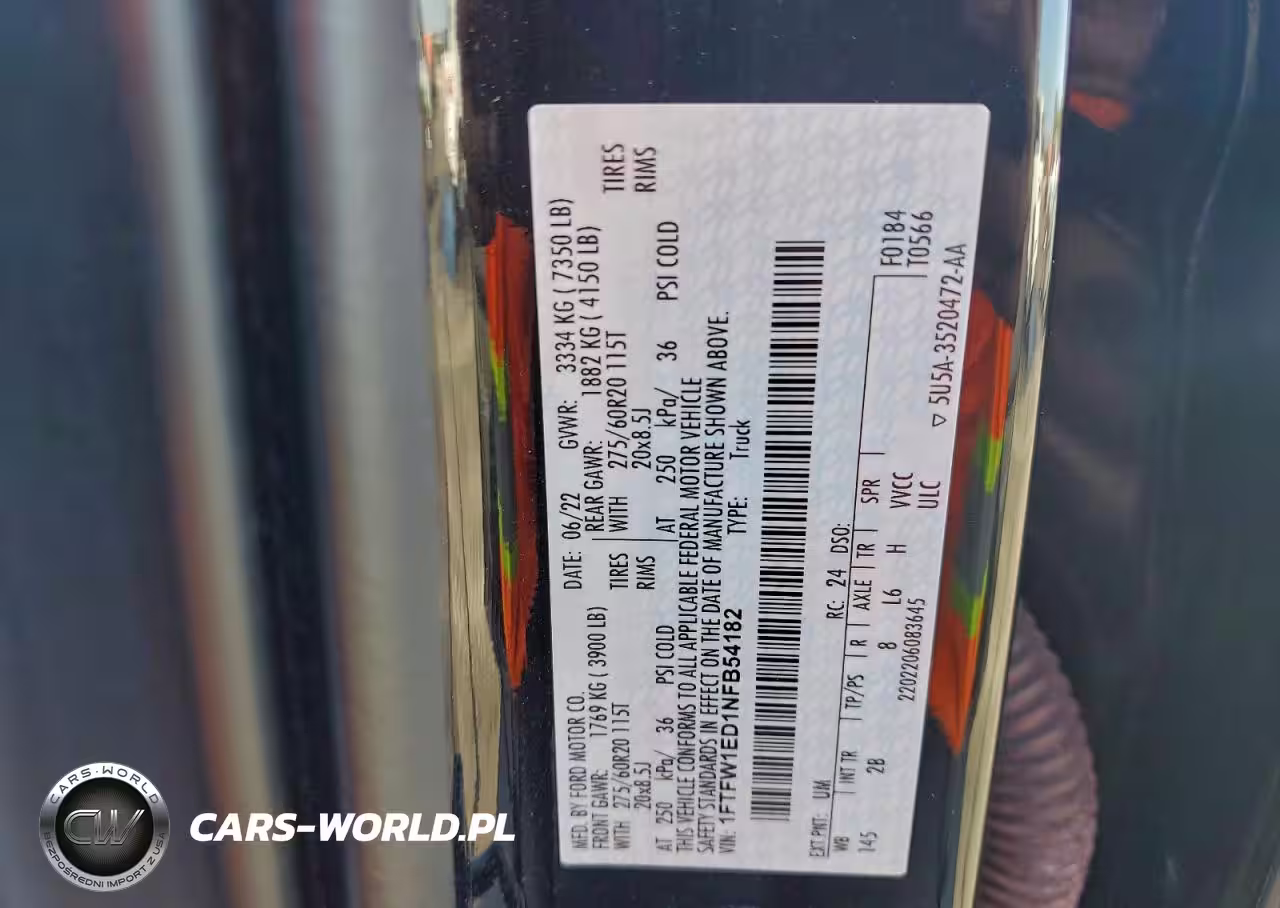 MFD. BY FORD MOTOR CO. DATE: 06/22 GVWR: 3334 KG ( 7350 LB)
FRONT GAWR: 1769 KG ( 3900 LB) REAR GAWR: 1882 KG ( 4150 LB)
WITH 275/60R20 115T TIRES WITH 275/60R20 115T TIRES
20x8.5J RIMS 20x8.5J RIMS
AT 250 kPa/ 36 PSI COLD AT 250 kPa/ 36 PSI COLD
THIS VEHICLE CONFORMS TO ALL APPLICABLE FEDERAL MOTOR VEHICLE
SAFETY STANDARDS IN EFFECT ON THE DATE OF MANUFACTURE SHOWN ABOVE.
VIN: 1FTFW1ED1NFB54182 TYPE: Truck
EXT PNT: UM RC: 24 DSO:
WB INT TR TP/PS R AXLE TR SPR F0184
145 2B 8 L6 H VVCC T0566
2202206083645 ULC ▽ 5U5A-3520472-AA
CARS-WORLD
CW
BEZPOŚREDNI IMPORT Z USA
CARS-WORLD.PL